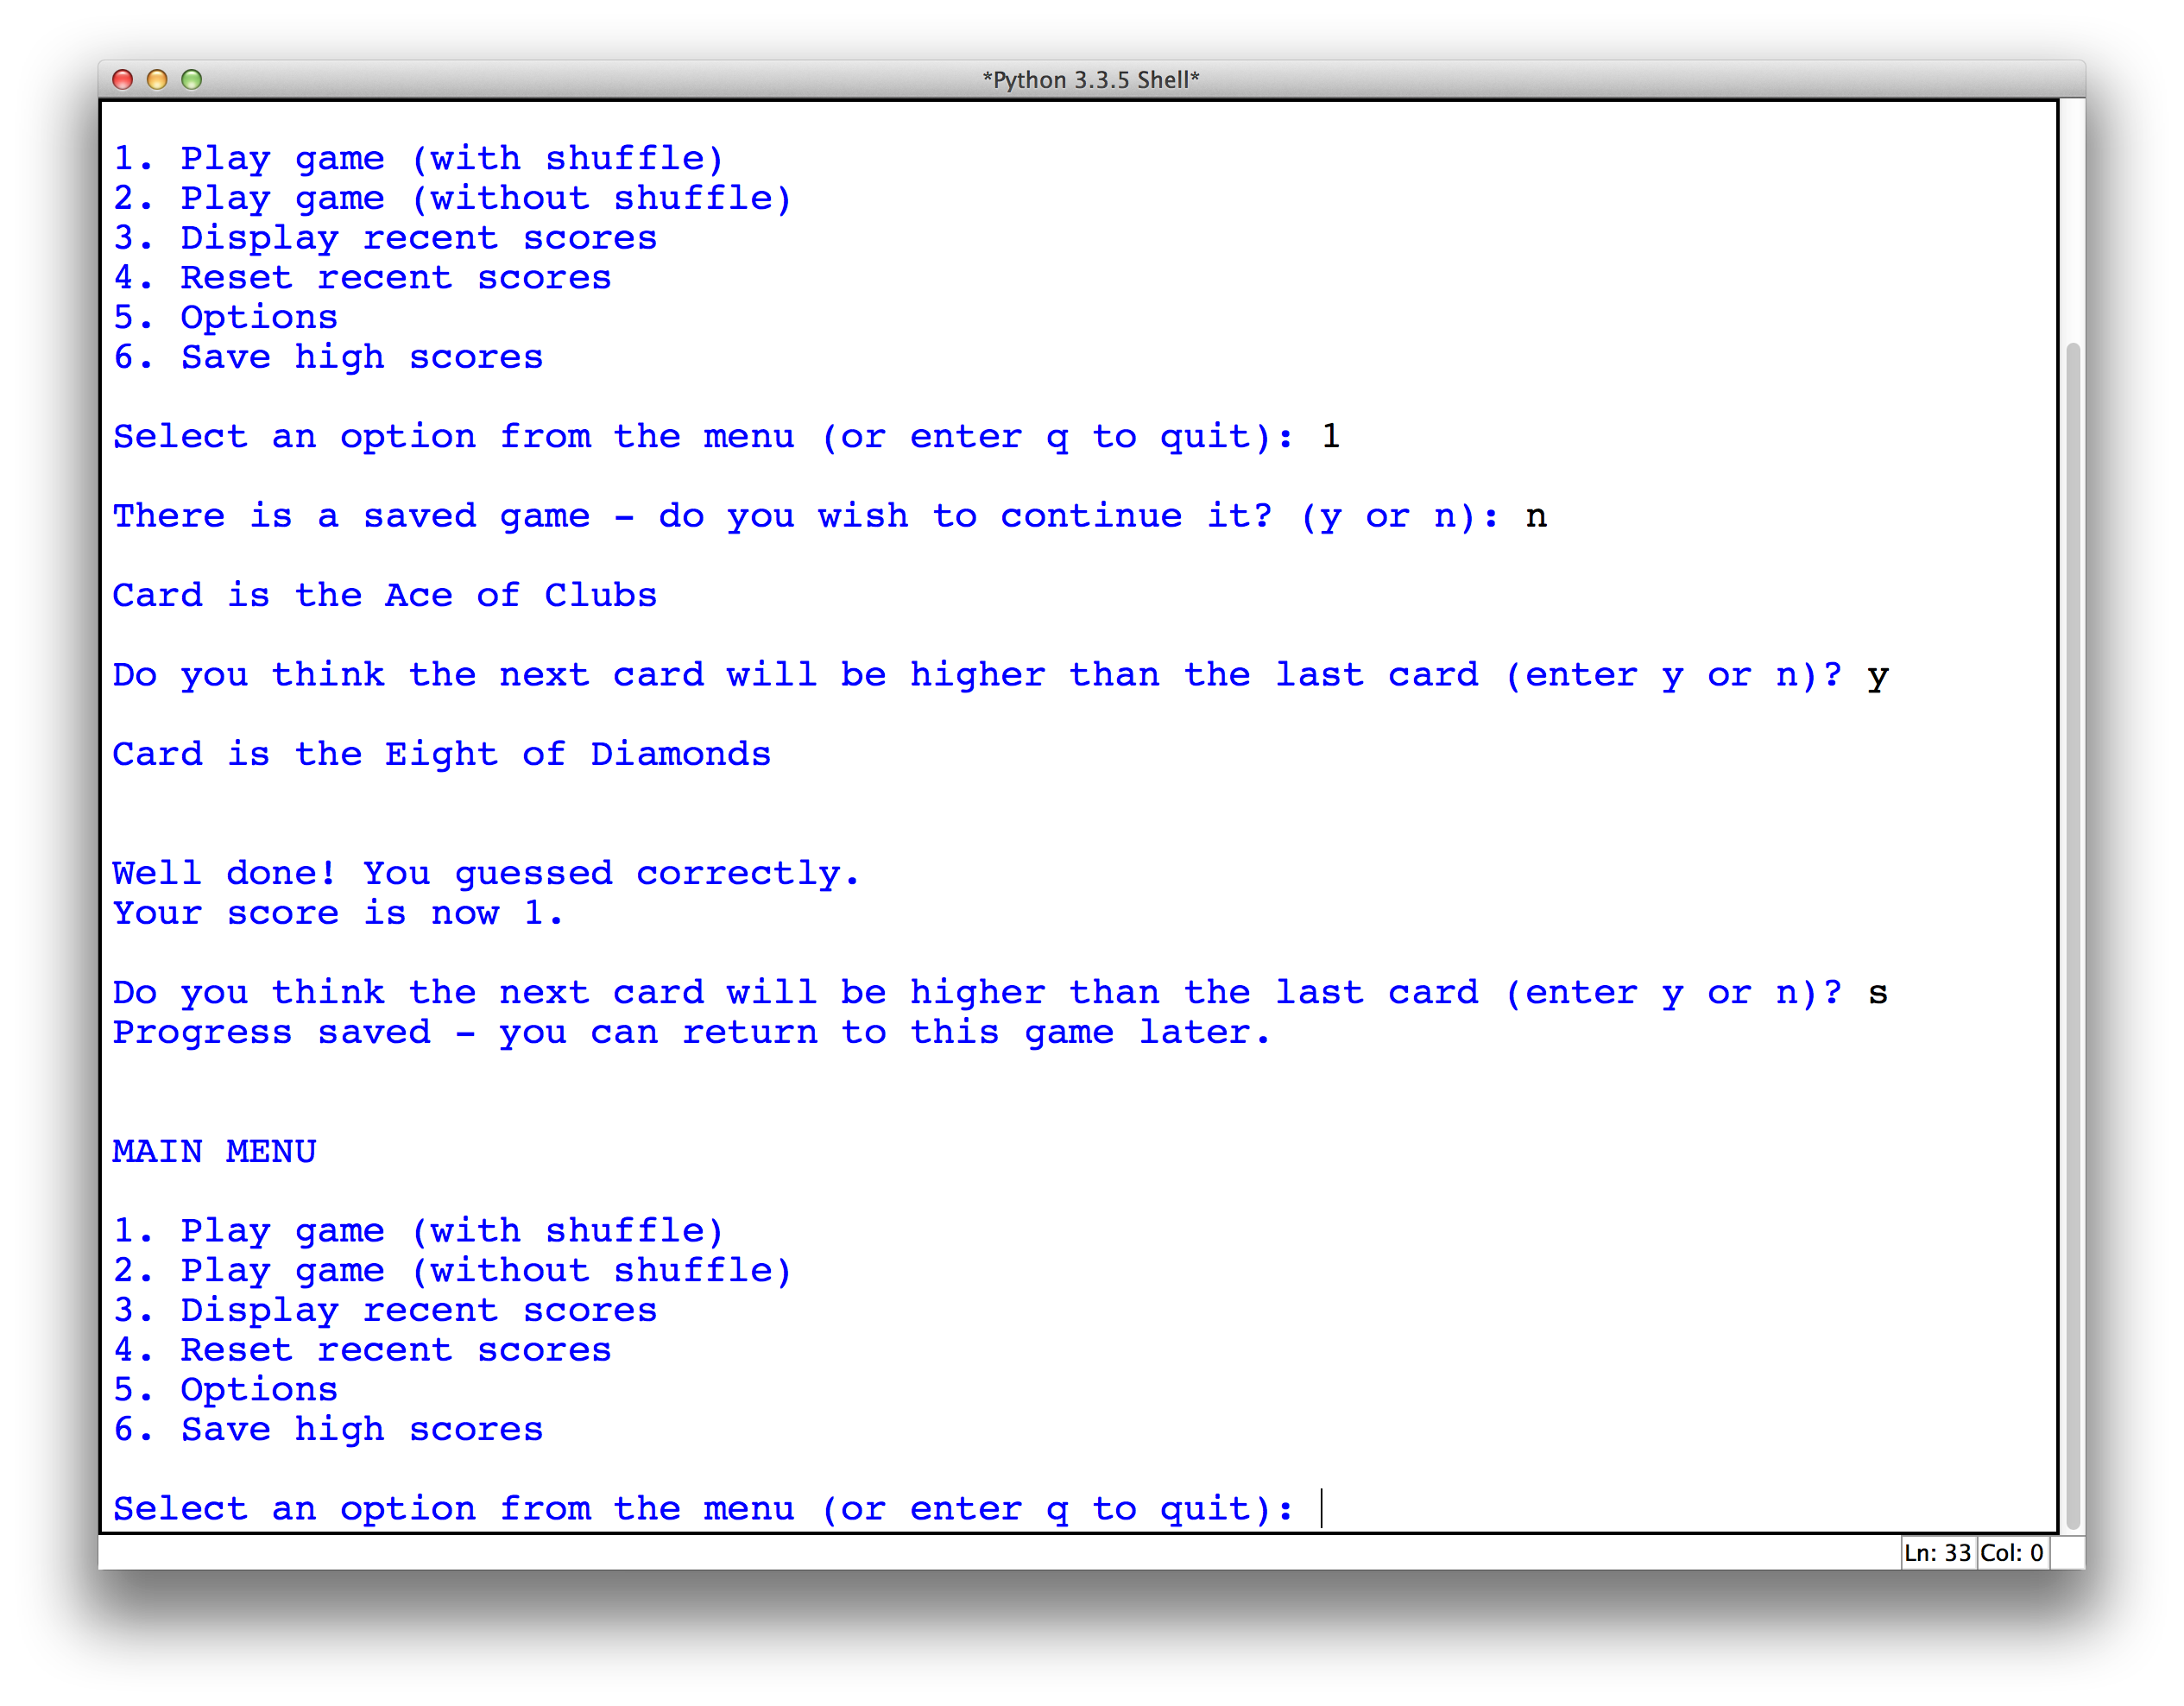 *Python 3.3.5 Shell*
1. Play game (with shuffle)
2. Play game (without shuffle)
3. Display recent scores
4. Reset recent scores
5. Options
6. Save high scores
Select an option from the menu (or enter q to quit): 1
There is a saved game - do you wish to continue it? (y or n): n
Card is the Ace of Clubs
Do you think the next card will be higher than the last card (enter y or n)? y
Card is the Eight of Diamonds
Well done! You guessed correctly.
Your score is now 1.
Do you think the next card will be higher than the last card (enter y or n)? s
Progress saved - you can return to this game later.
MAIN MENU
1. Play game (with shuffle)
2. Play game (without shuffle)
3. Display recent scores
4. Reset recent scores
5. Options
6. Save high scores
Select an option from the menu (or enter q to quit):
Ln: 33 Col: 0